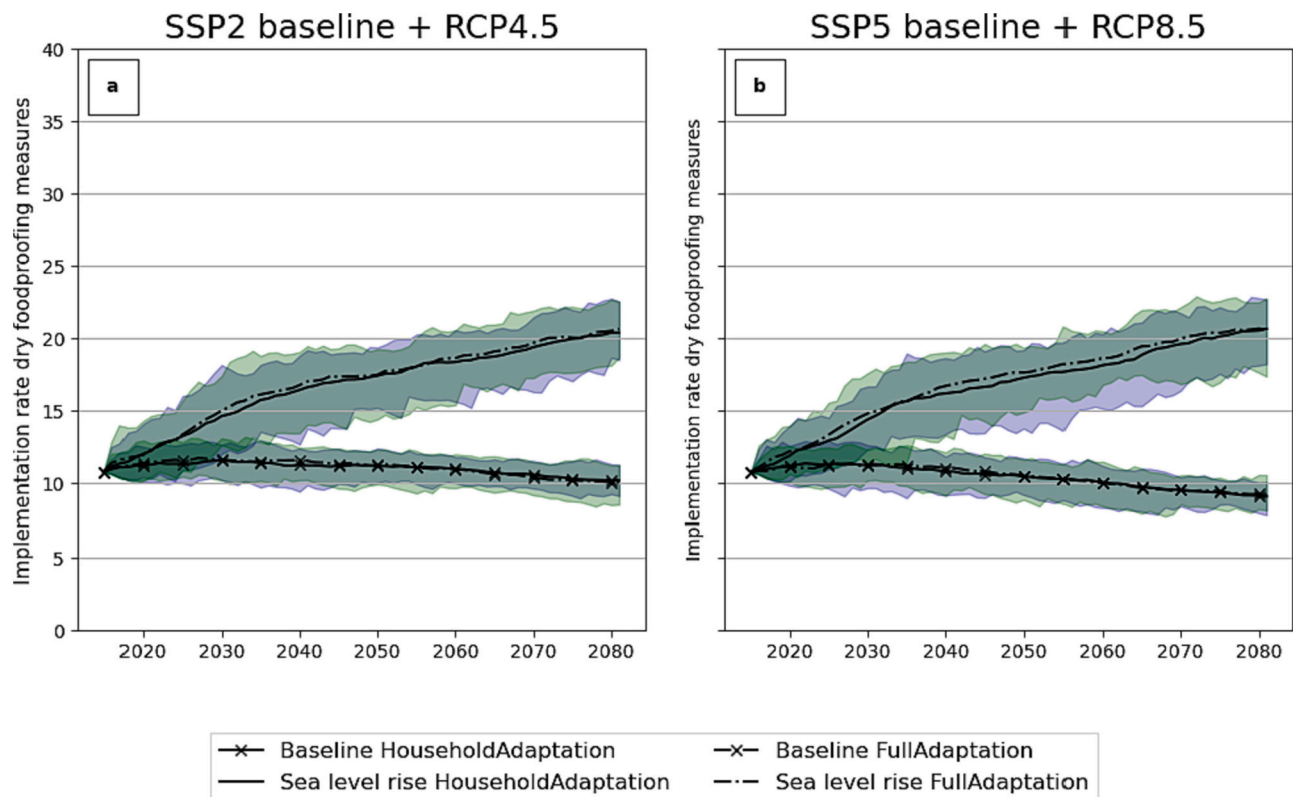 SSP2 baseline + RCP4.5
SSP5 baseline + RCP8.5
Implementation rate dry foodproofing measures
40
35
30
25
20
15
10
5
0
a
2020 2030 2040 2050 2060 2070 2080
Implementation rate dry foodproofing measures
b
2020 2030 2040 2050 2060 2070 2080
Baseline HouseholdAdaptation
Sea level rise HouseholdAdaptation
Baseline FullAdaptation
Sea level rise FullAdaptation